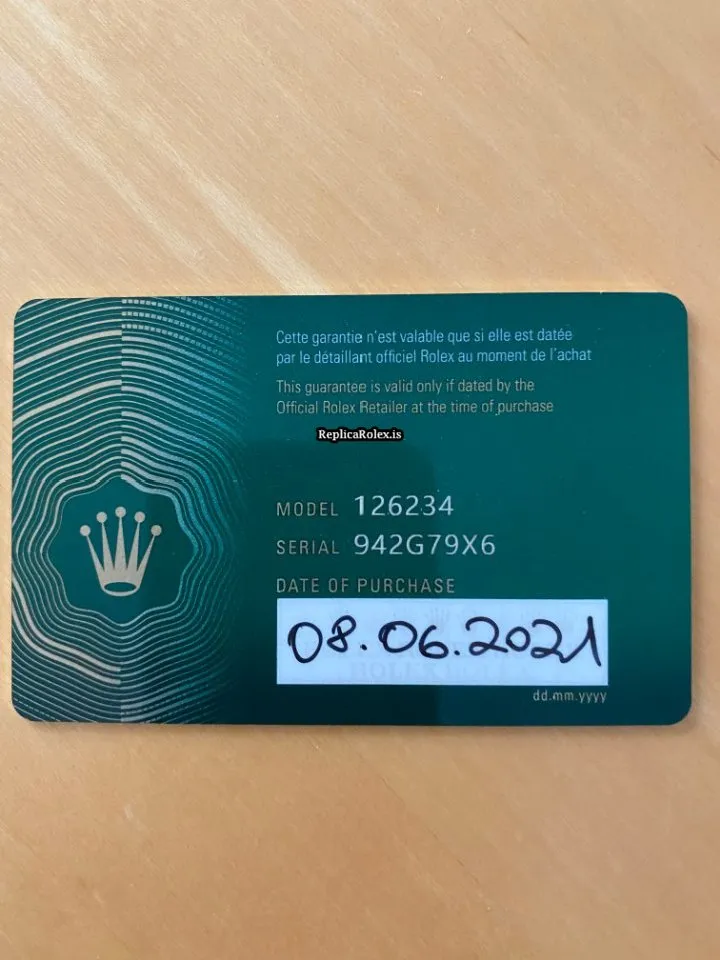 Cette garantie n'est valable que si elle est datée
par le détaillant officiel Rolex au moment de l'achat
This guarantee is valid only if dated by the
Official Rolex Retailer at the time of purchase
ReplicaRolex.is
MODEL 126234
SERIAL 942G79X6
DATE OF PURCHASE
08.06.2021
dd.mm.yyyy